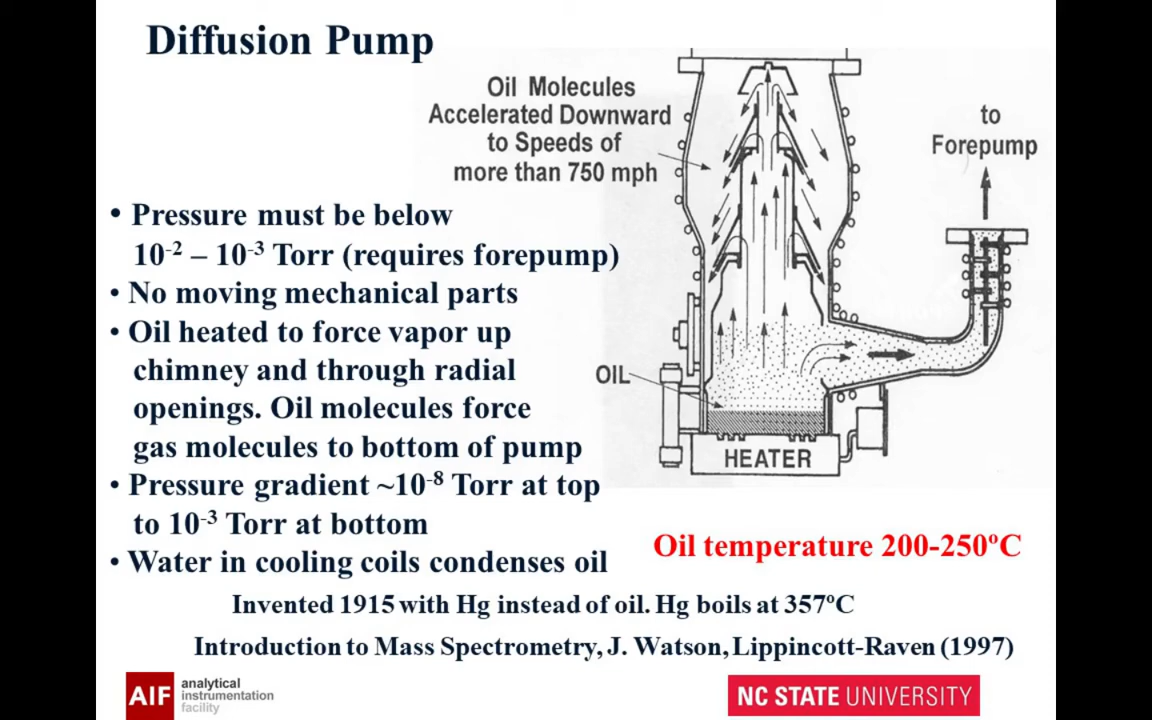 Diffusion Pump
Oil Molecules
Accelerated Downward
to Speeds of
more than 750 mph
to
Forepump
• Pressure must be below
10⁻² – 10⁻³ Torr (requires forepump)
• No moving mechanical parts
• Oil heated to force vapor up
chimney and through radial
openings. Oil molecules force
gas molecules to bottom of pump
• Pressure gradient ~10⁻⁸ Torr at top
to 10⁻³ Torr at bottom
• Water in cooling coils condenses oil
OIL
HEATER
Oil temperature 200-250ºC
Invented 1915 with Hg instead of oil. Hg boils at 357ºC
Introduction to Mass Spectrometry, J. Watson, Lippincott-Raven (1997)
AIF analytical
instrumentation
facility
NC STATE UNIVERSITY